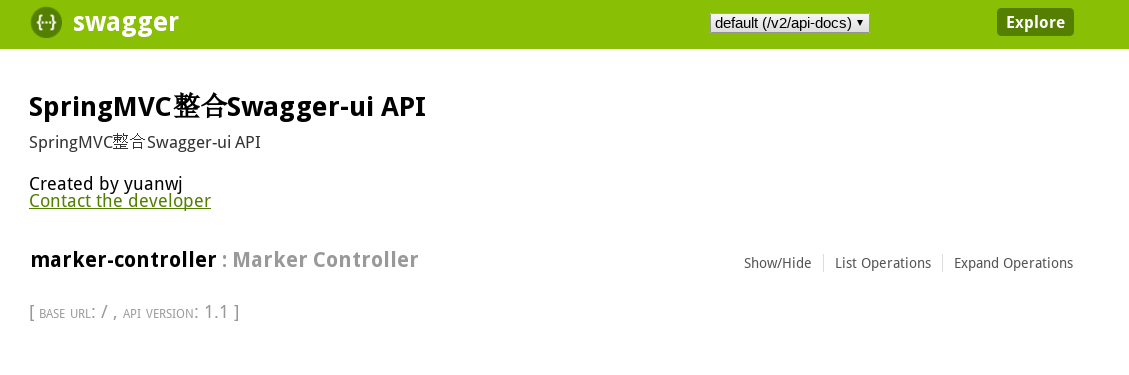 swagger default (/v2/api-docs) Explore
SpringMVC整合Swagger-ui API
SpringMVC整合Swagger-ui API
Created by yuanwj
Contact the developer
marker-controller : Marker Controller Show/Hide List Operations Expand Operations
[ BASE URL: / , API VERSION: 1.1 ]